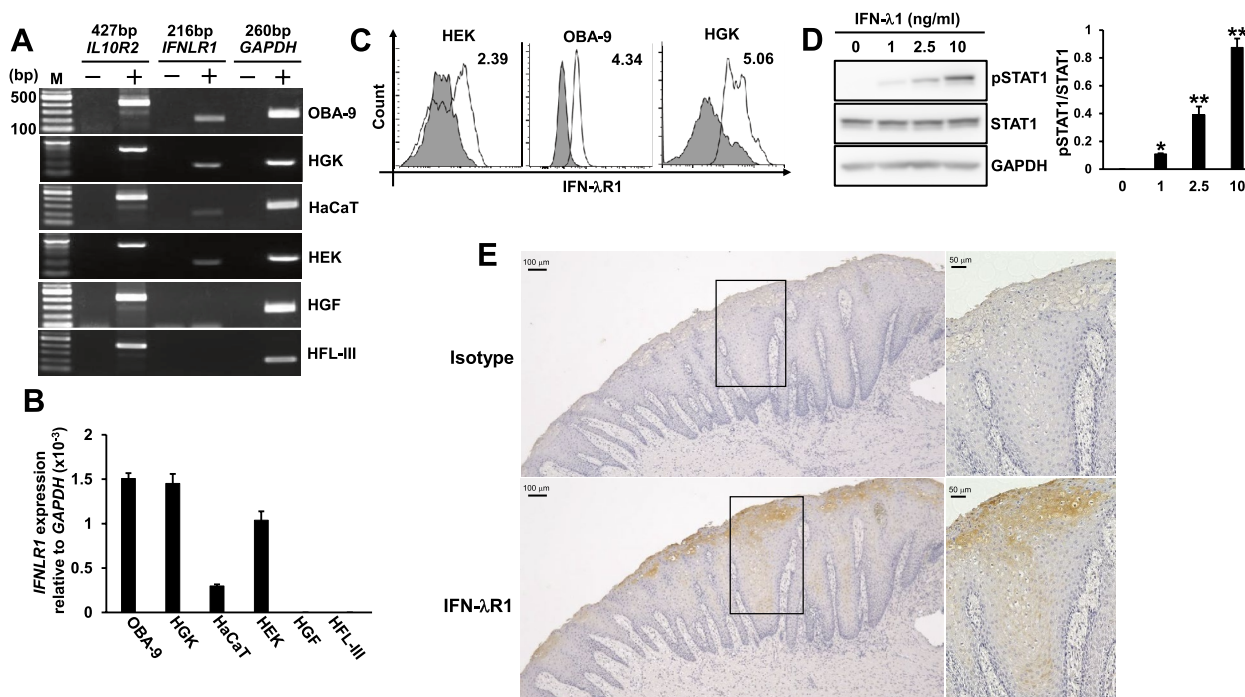 A
427bp 216bp 260bp
IL10R2 IFNLR1 GAPDH
(bp) M − + − + − +
500
100
OBA-9
HGK
HaCaT
HEK
HGF
HFL-III
B
IFNLR1 expression
relative to GAPDH (x10⁻³)
2
1.5
1
0.5
0
OBA-9 HGK HaCaT HEK HGF HFL-III
C
HEK OBA-9 HGK
2.39 4.34 5.06
Count
IFN-λR1
D
IFN-λ1 (ng/ml)
0 1 2.5 10
pSTAT1
STAT1
GAPDH
pSTAT1/STAT1
1
0.8
0.6
0.4
0.2
0
* ** **
0 1 2.5 10
E
100 µm 50 µm
Isotype
100 µm 50 µm
IFN-λR1